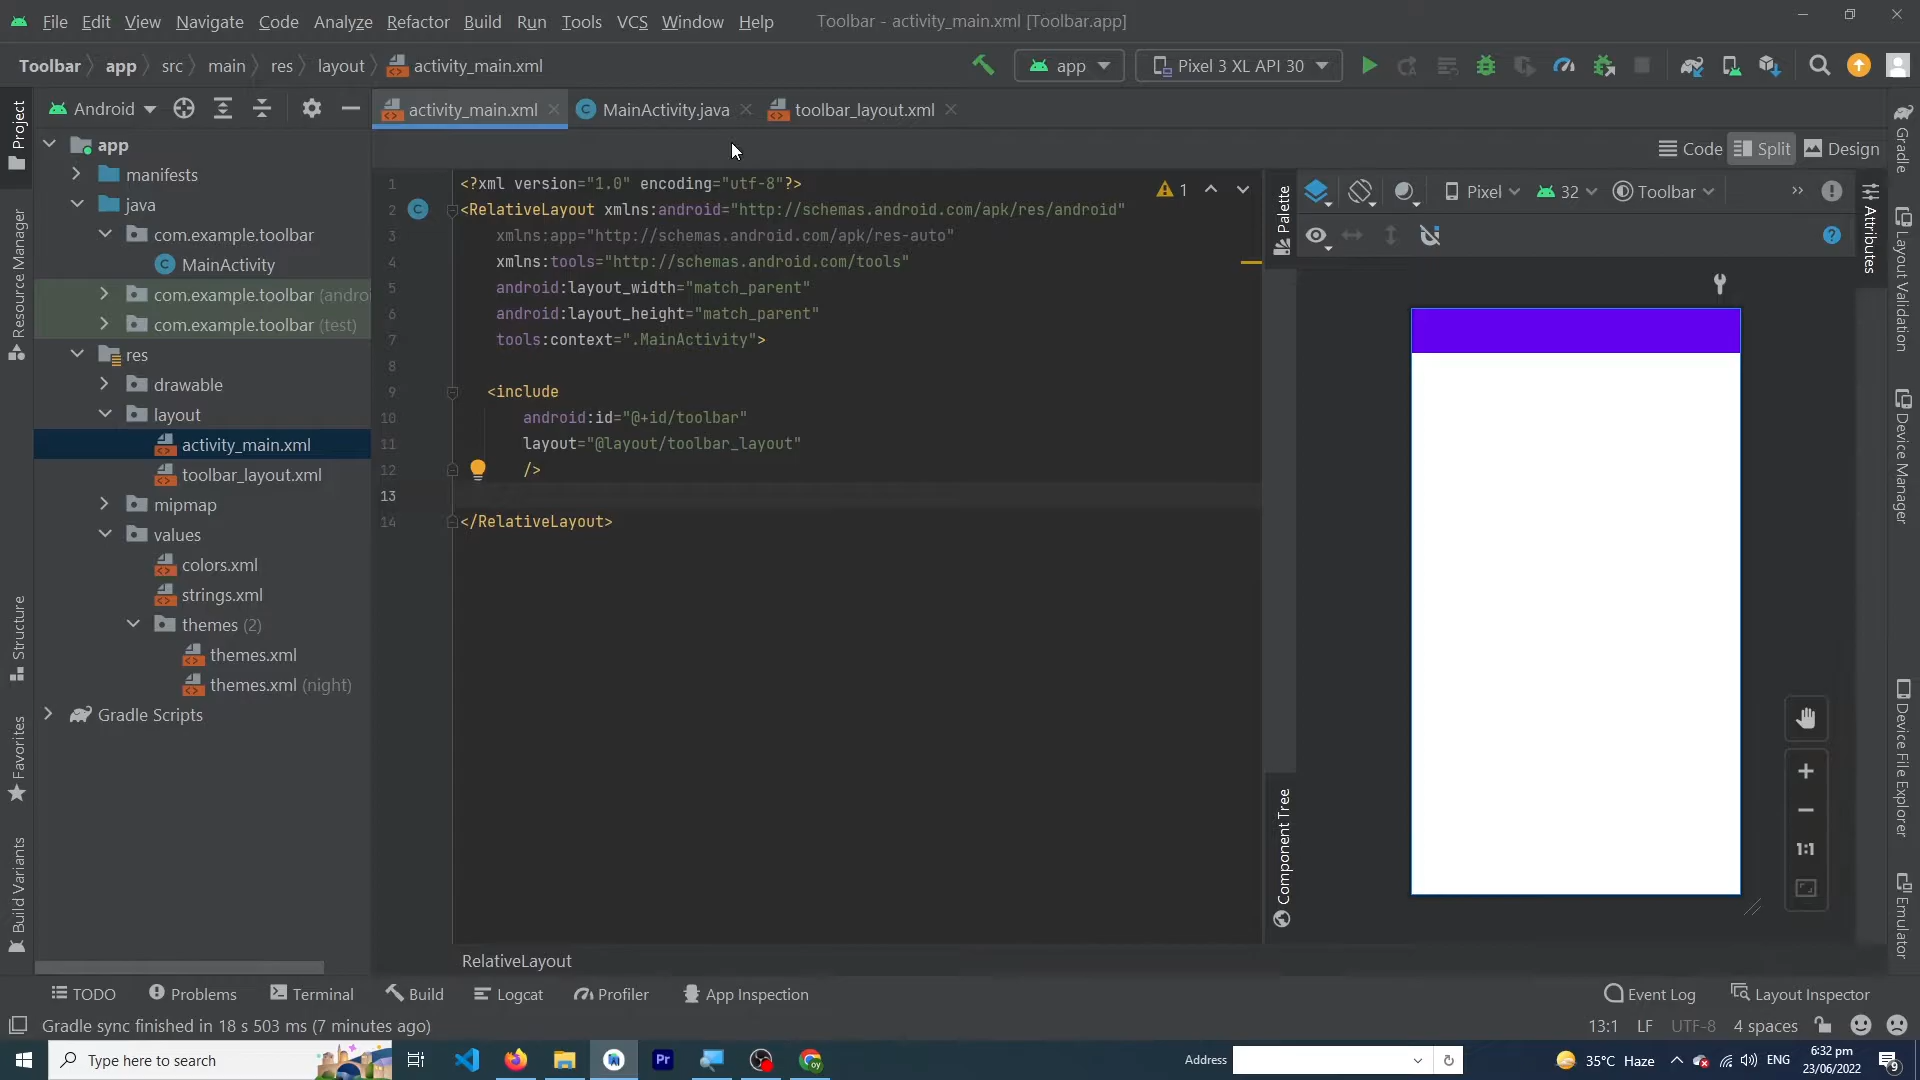 File Edit View Navigate Code Analyze Refactor Build Run Tools VCS Window Help Toolbar - activity_main.xml [Toolbar.app]
Toolbar app src main res layout activity_main.xml app Pixel 3 XL API 30
Android activity_main.xml MainActivity.java toolbar_layout.xml
Code Split Design
Project
Resource Manager
Structure
Favorites
Build Variants
app
manifests
java
com.example.toolbar
MainActivity
com.example.toolbar (andro
com.example.toolbar (test)
res
drawable
layout
activity_main.xml
toolbar_layout.xml
mipmap
values
colors.xml
strings.xml
themes (2)
themes.xml
themes.xml (night)
Gradle Scripts
1 <?xml version="1.0" encoding="utf-8"?>
2 <RelativeLayout xmlns:android="http://schemas.android.com/apk/res/android"
3 xmlns:app="http://schemas.android.com/apk/res-auto"
4 xmlns:tools="http://schemas.android.com/tools"
5 android:layout_width="match_parent"
6 android:layout_height="match_parent"
7 tools:context=".MainActivity">
8
9 <include
10 android:id="@+id/toolbar"
11 layout="@layout/toolbar_layout"
12 />
13
14 </RelativeLayout>
1
RelativeLayout
Palette
Component Tree
Pixel 32 Toolbar
1:1
Attributes
Gradle
Layout Validation
Device Manager
Device File Explorer
Emulator
TODO Problems Terminal Build Logcat Profiler App Inspection Event Log Layout Inspector
Gradle sync finished in 18 s 503 ms (7 minutes ago) 13:1 LF UTF-8 4 spaces
Type here to search Pr Address 35°C Haze ENG 6:32 pm
23/06/2022
9